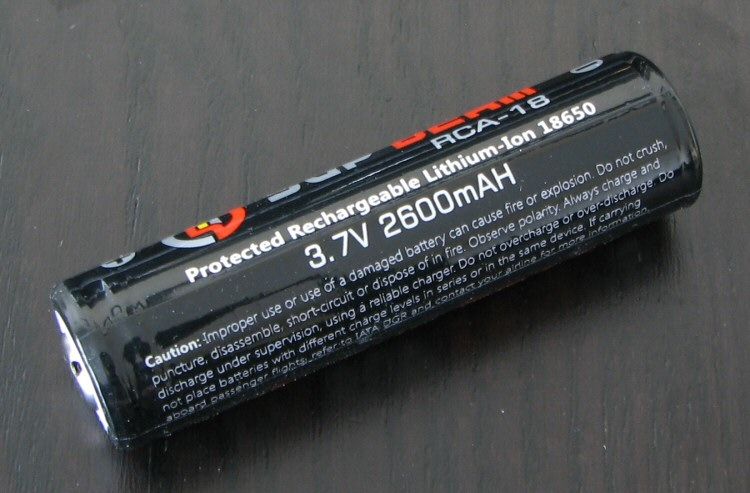 RCA-18
Protected Rechargeable Lithium-Ion 18650
3.7V 2600mAH
Caution: Improper use or use of a damaged battery can cause fire or explosion. Do not crush,
puncture, disassemble, short-circuit or dispose of in fire. Observe polarity. Always charge and
discharge under supervision, using a reliable charger. Do not overcharge or over-discharge. Do
not place batteries with different charge levels in series or in the same device. If carrying
aboard passenger flights, refer to IATA DGR and contact your airline for more information.